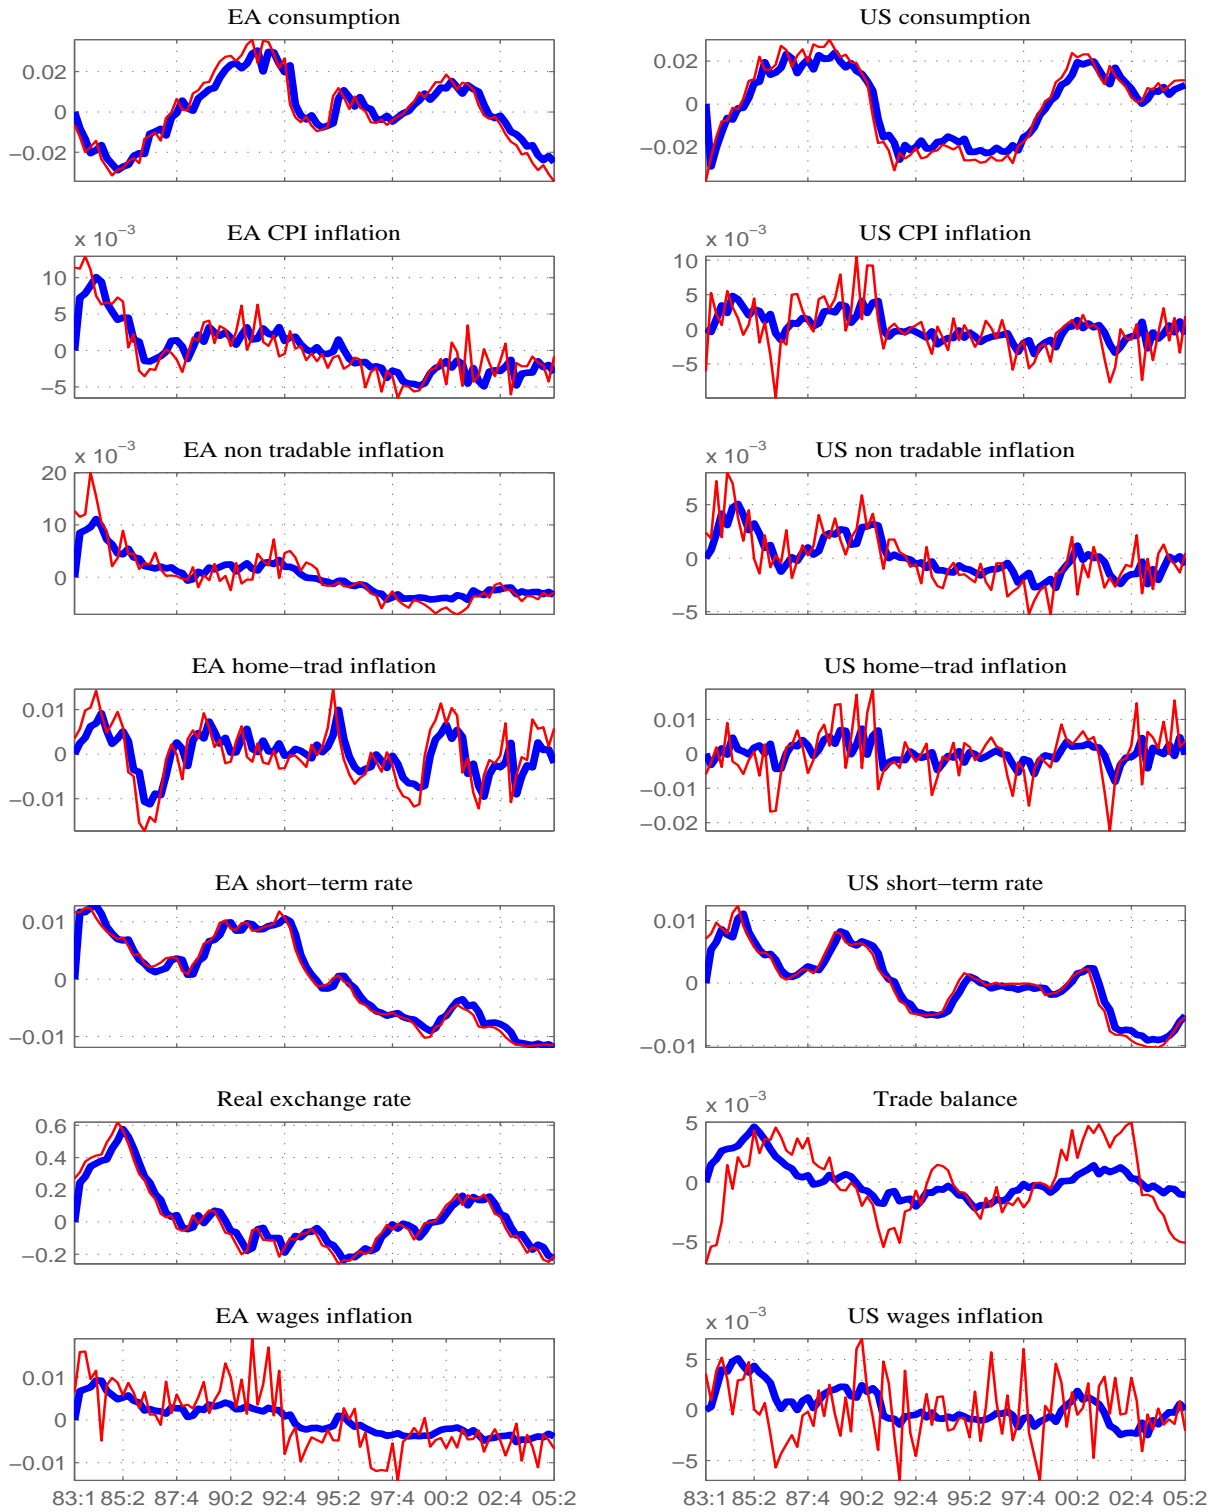 EA consumption
US consumption
0.02
0
−0.02
0.02
0
−0.02
EA CPI inflation
US CPI inflation
x 10⁻³
x 10⁻³
10
5
0
−5
10
5
0
−5
EA non tradable inflation
US non tradable inflation
x 10⁻³
x 10⁻³
20
10
0
5
0
−5
EA home−trad inflation
US home−trad inflation
0.01
0
−0.01
0.01
0
−0.01
−0.02
EA short−term rate
US short−term rate
0.01
0
−0.01
0.01
0
−0.01
Real exchange rate
Trade balance
x 10⁻³
0.6
0.4
0.2
0
−0.2
5
0
−5
EA wages inflation
US wages inflation
x 10⁻³
0.01
0
−0.01
5
0
−5
83:1 85:2 87:4 90:2 92:4 95:2 97:4 00:2 02:4 05:2
83:1 85:2 87:4 90:2 92:4 95:2 97:4 00:2 02:4 05:2